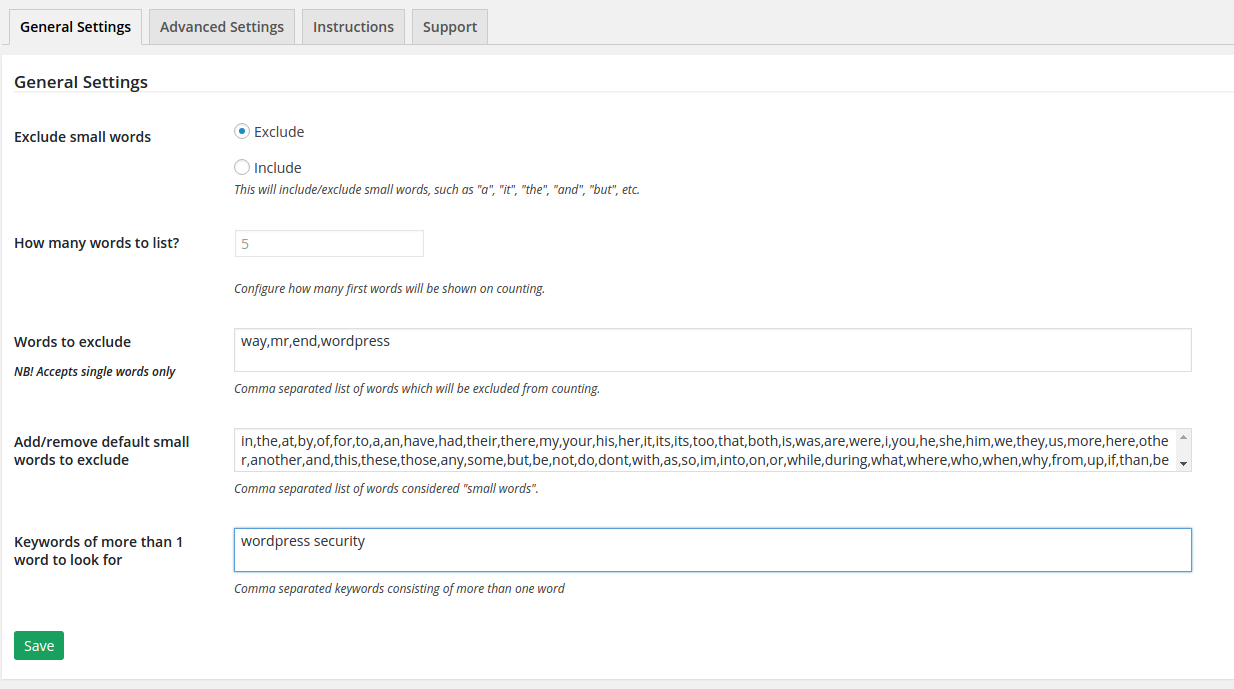 General Settings
Advanced Settings
Instructions
Support
General Settings
Exclude small words
Exclude
Include
This will include/exclude small words, such as "a", "it", "the", "and", "but", etc.
How many words to list?
5
Configure how many first words will be shown on counting.
Words to exclude
NB! Accepts single words only
way,mr,end,wordpress
Comma separated list of words which will be excluded from counting.
Add/remove default small
words to exclude
in,the,at,by,of,for,to,a,an,have,had,their,there,my,your,his,her,it,its,its,too,that,both,is,was,are,were,i,you,he,she,him,we,they,us,more,here,othe
r,another,and,this,these,those,any,some,but,be,not,do,dont,with,as,so,im,into,on,or,while,during,what,where,who,when,why,from,up,if,than,be
Comma separated list of words considered "small words".
Keywords of more than 1
word to look for
wordpress security
Comma separated keywords consisting of more than one word
Save